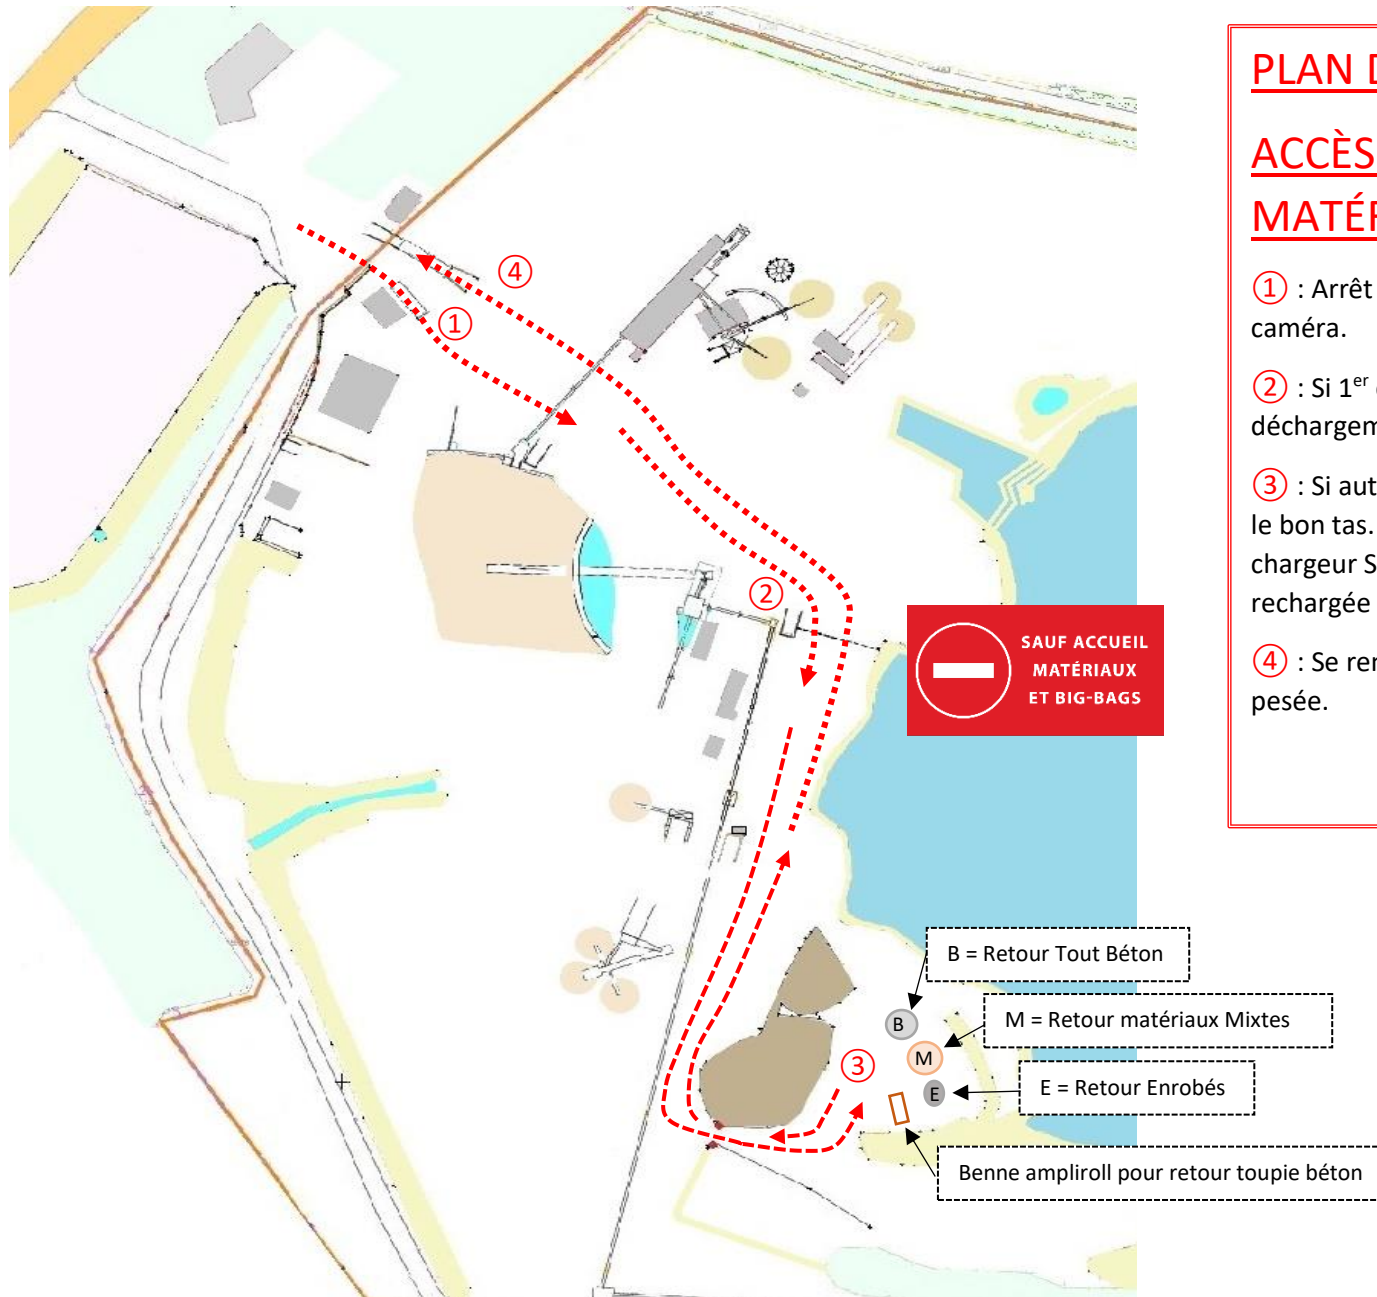 PLAN D
ACCÈS
MATÉR
① : Arrêt
caméra.
② : Si 1er
déchargem
③ : Si aut
le bon tas.
chargeur S
rechargée
④ : Se rer
pesée.
④
①
②
SAUF ACCUEIL
MATÉRIAUX
ET BIG-BAGS
B = Retour Tout Béton
B
M = Retour matériaux Mixtes
M
③
E = Retour Enrobés
E
Benne ampliroll pour retour toupie béton